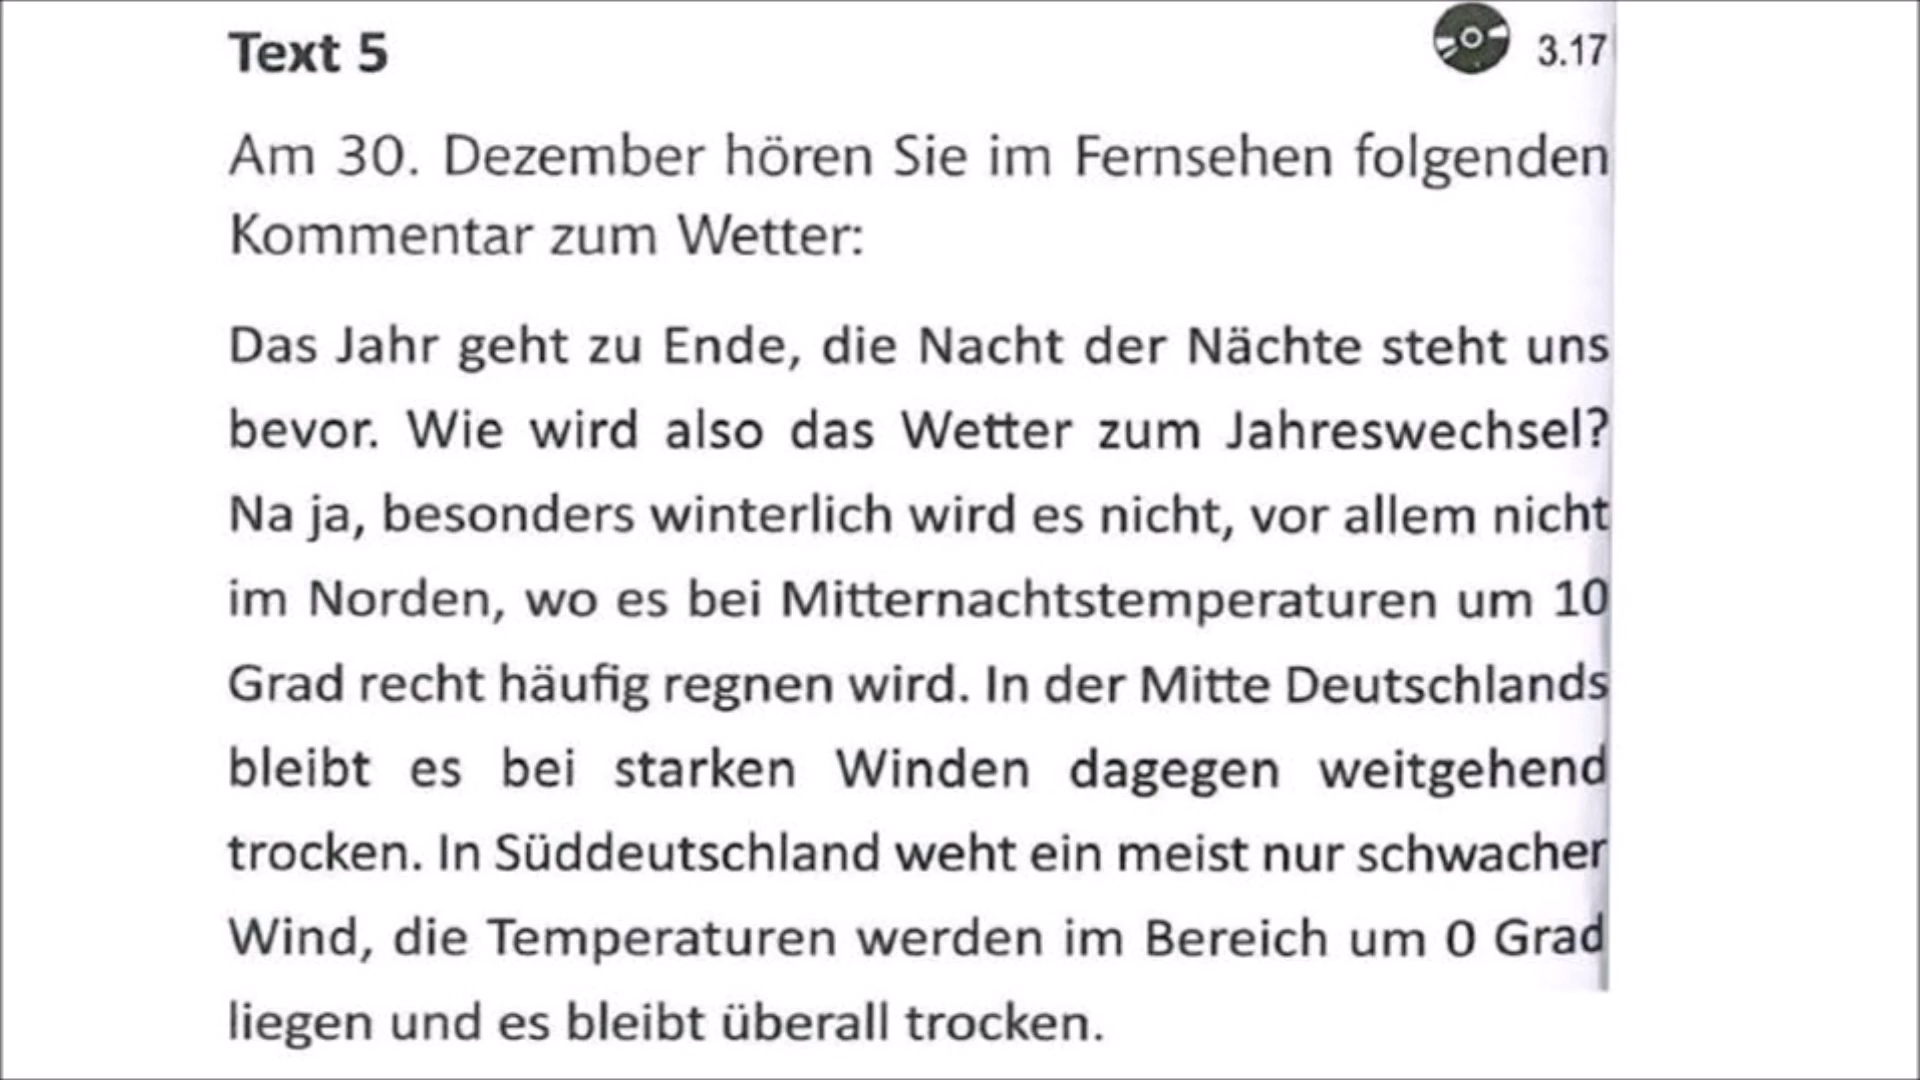 Text 5
3.17
Am 30. Dezember hören Sie im Fernsehen folgenden
Kommentar zum Wetter:
Das Jahr geht zu Ende, die Nacht der Nächte steht uns
bevor. Wie wird also das Wetter zum Jahreswechsel?
Na ja, besonders winterlich wird es nicht, vor allem nicht
im Norden, wo es bei Mitternachtstemperaturen um 10
Grad recht häufig regnen wird. In der Mitte Deutschlands
bleibt es bei starken Winden dagegen weitgehend
trocken. In Süddeutschland weht ein meist nur schwacher
Wind, die Temperaturen werden im Bereich um 0 Grad
liegen und es bleibt überall trocken.